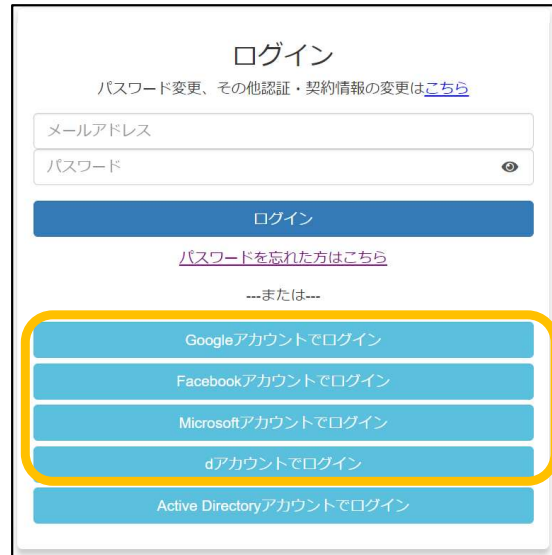 ログイン
パスワード変更、その他認証・契約情報の変更はこちら
メールアドレス
パスワード
ログイン
パスワードを忘れた方はこちら
---または---
Googleアカウントでログイン
Facebookアカウントでログイン
Microsoftアカウントでログイン
dアカウントでログイン
Active Directoryアカウントでログイン